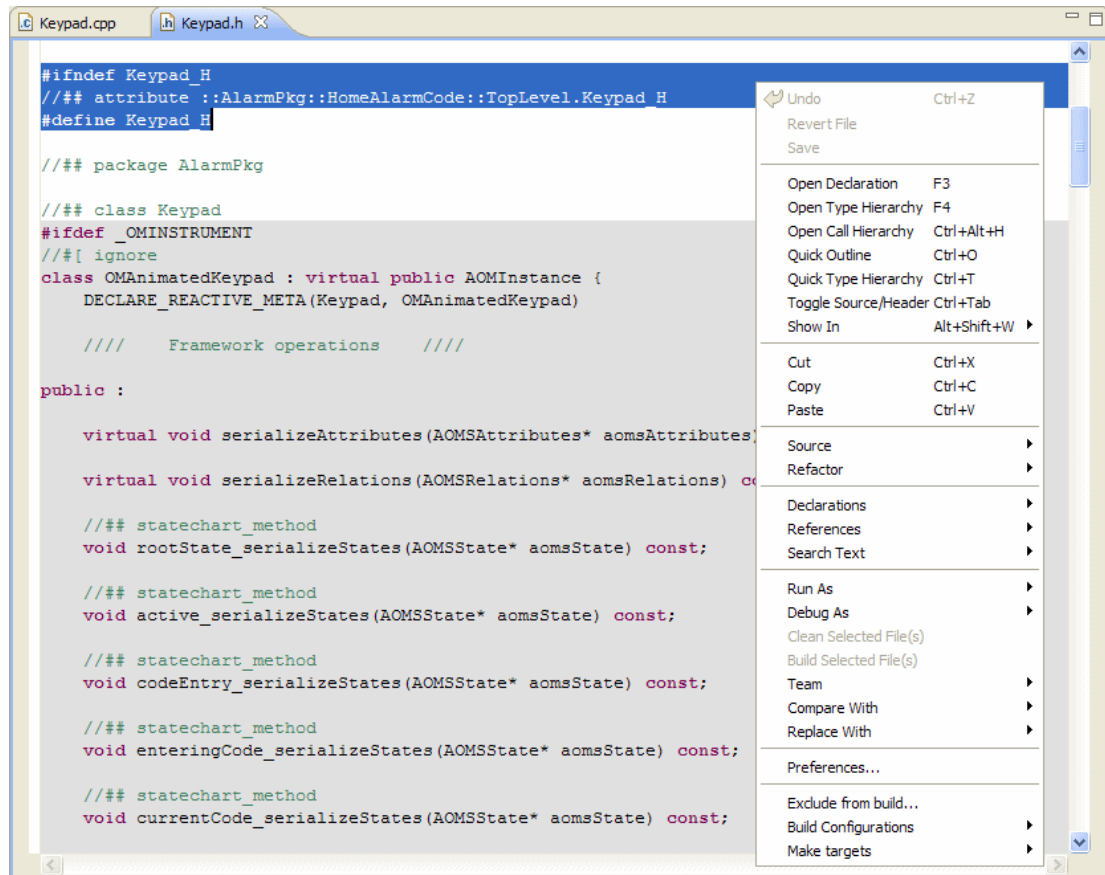 Keypad.cpp
Keypad.h
#ifndef Keypad_H
//## attribute ::AlarmPkg::HomeAlarmCode::TopLevel.Keypad_H
#define Keypad_H
//## package AlarmPkg
//## class Keypad
#ifdef _OMINSTRUMENT
//#[ ignore
class OMAnimatedKeypad : virtual public AOMInstance {
DECLARE_REACTIVE_META(Keypad, OMAnimatedKeypad)
//// Framework operations ////
public :
virtual void serializeAttributes(AOMSAttributes* aomsAttributes)
virtual void serializeRelations(AOMSRelations* aomsRelations) co
//## statechart_method
void rootState_serializeStates(AOMSState* aomsState) const;
//## statechart_method
void active_serializeStates(AOMSState* aomsState) const;
//## statechart_method
void codeEntry_serializeStates(AOMSState* aomsState) const;
//## statechart_method
void enteringCode_serializeStates(AOMSState* aomsState) const;
//## statechart_method
void currentCode_serializeStates(AOMSState* aomsState) const;
Undo Ctrl+Z
Revert File
Save
Open Declaration F3
Open Type Hierarchy F4
Open Call Hierarchy Ctrl+Alt+H
Quick Outline Ctrl+O
Quick Type Hierarchy Ctrl+T
Toggle Source/Header Ctrl+Tab
Show In Alt+Shift+W
Cut Ctrl+X
Copy Ctrl+C
Paste Ctrl+V
Source
Refactor
Declarations
References
Search Text
Run As
Debug As
Clean Selected File(s)
Build Selected File(s)
Team
Compare With
Replace With
Preferences...
Exclude from build...
Build Configurations
Make targets